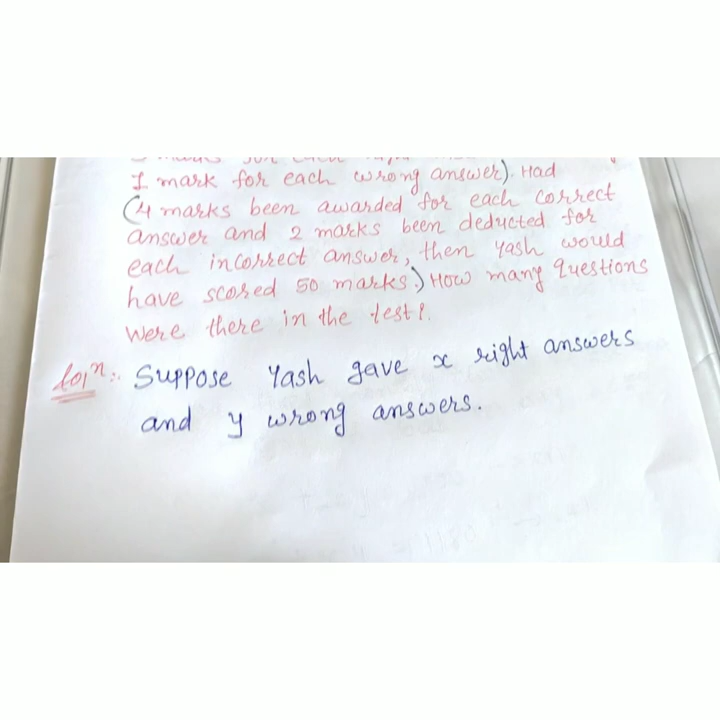 1 mark for each wrong answer). Had
(4 marks been awarded for each correct
answer and 2 marks been deducted for
each incorrect answer, then Yash would
have scored 50 marks.) How many questions
were there in the test?
Solⁿ:. Suppose Yash gave x right answers
and y wrong answers.